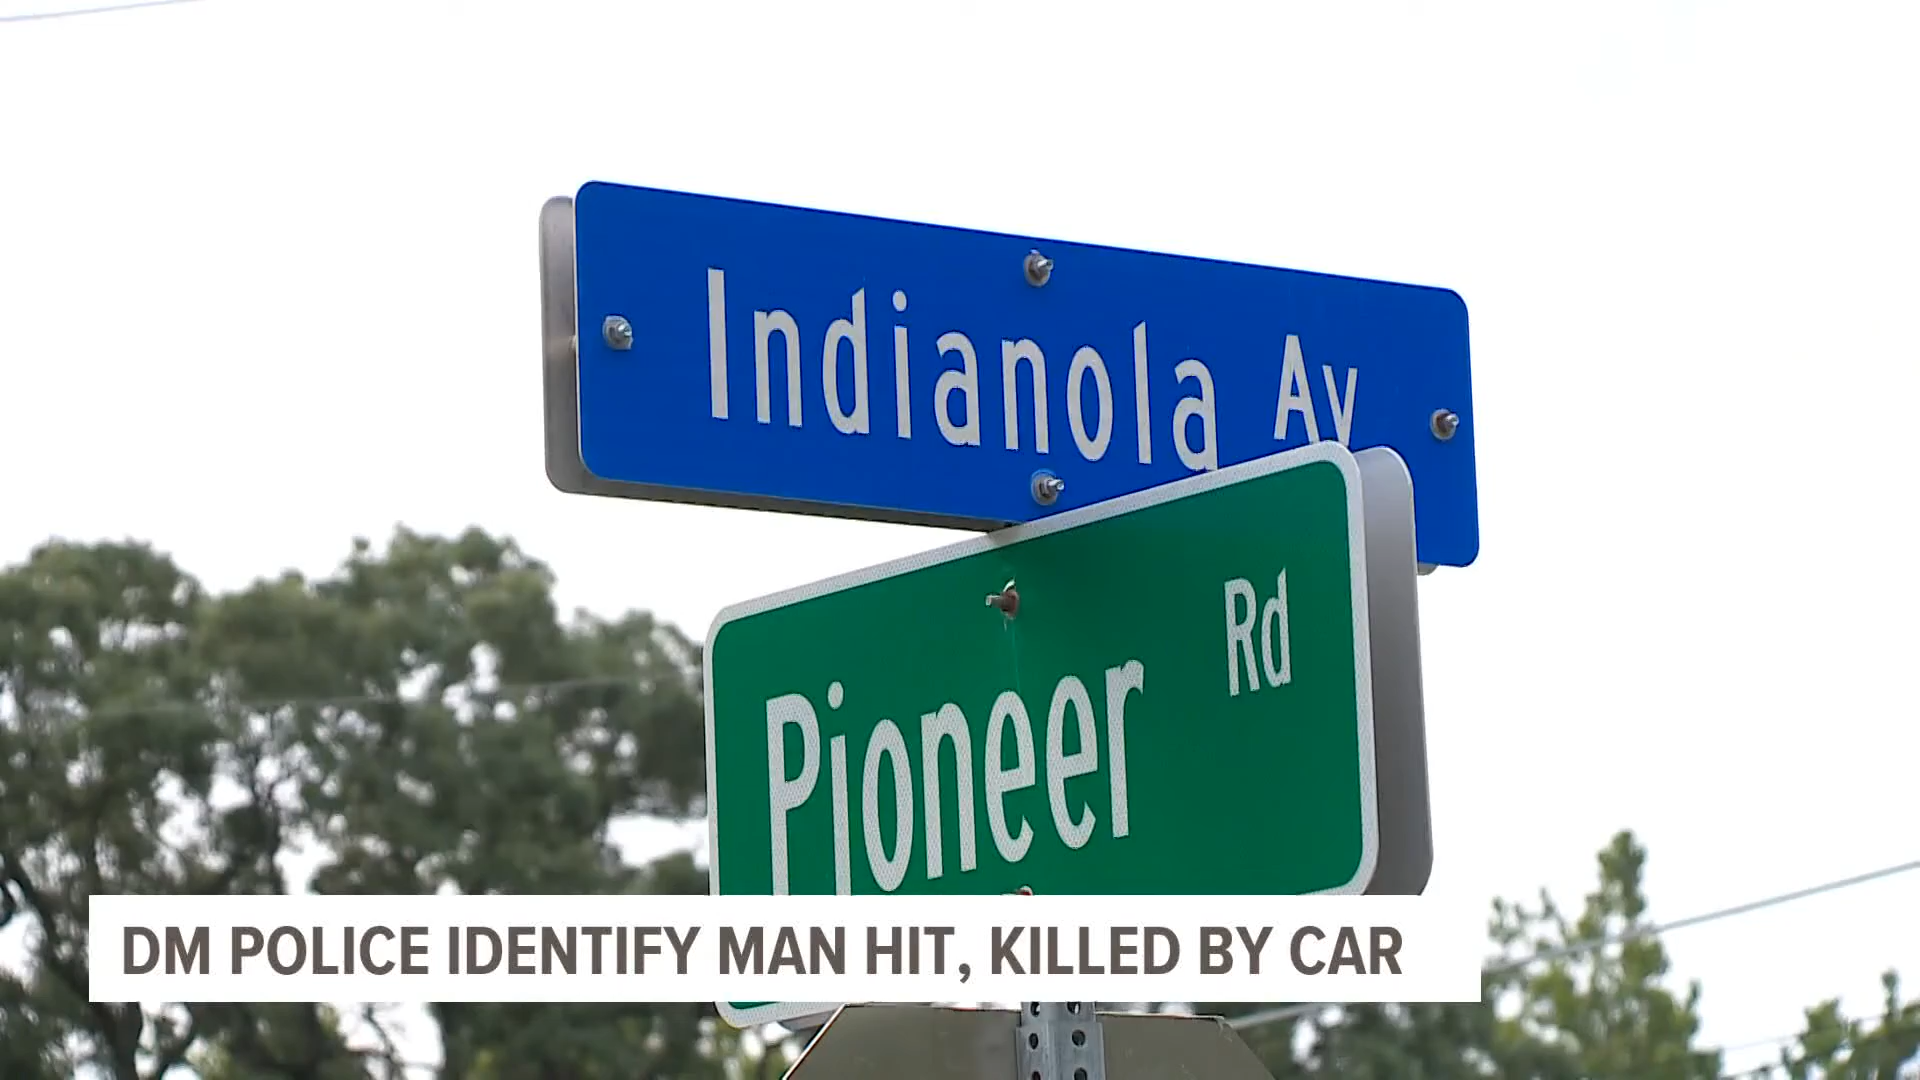 Indianola Av
Pioneer Rd
DM POLICE IDENTIFY MAN HIT, KILLED BY CAR